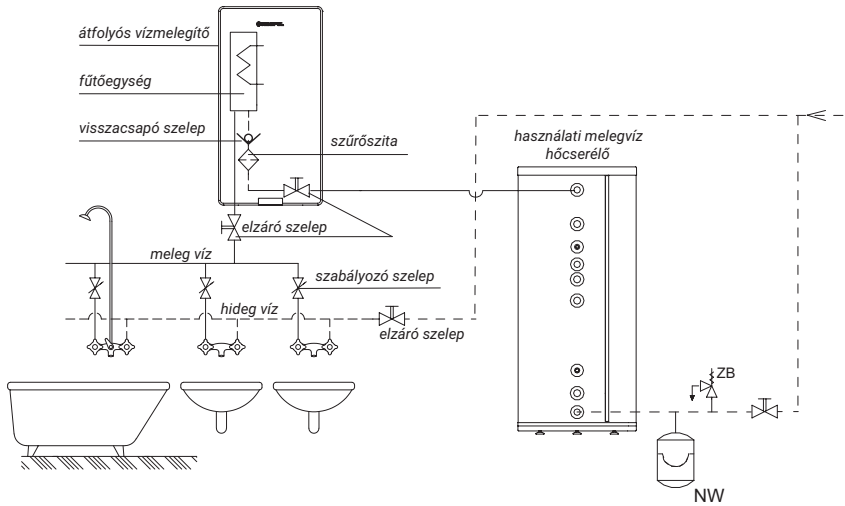 átfolyós vízmelegítő
fűtőegység
visszacsapó szelep
szűrőszita
használati melegvíz
hőcserélő
elzáró szelep
meleg víz
szabályozó szelep
hideg víz
elzáró szelep
ZB
NW